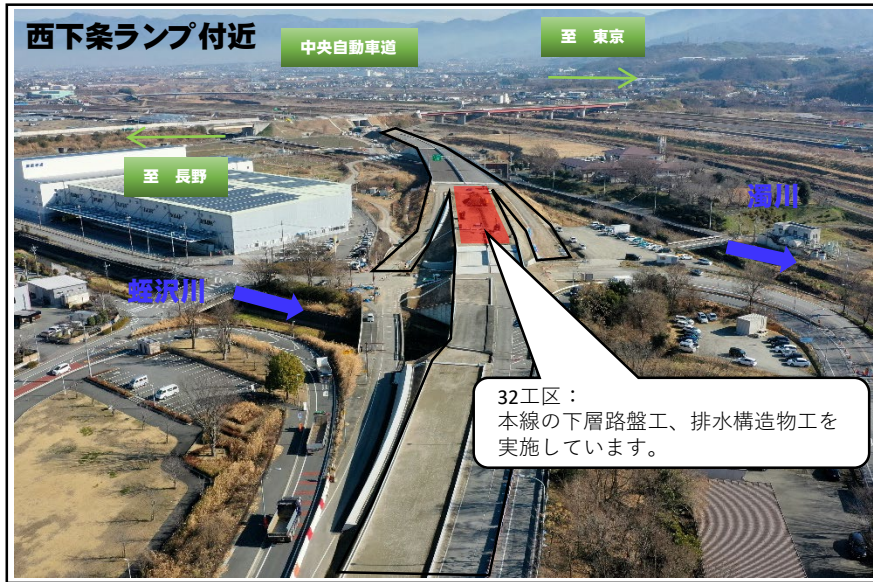 西下条ランプ付近
中央自動車道
至 東京
至 長野
濁川
蛭沢川
32工区：
本線の下層路盤工、排水構造物工を
実施しています。